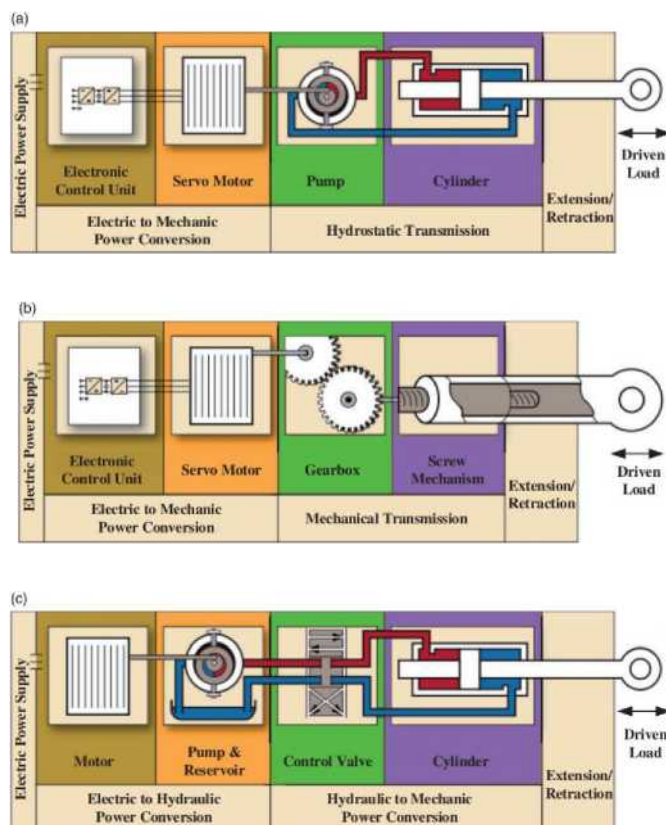 (a)
Electric Power Supply
Electronic
Control Unit
Servo Motor
Pump
Cylinder
Electric to Mechanic
Power Conversion
Hydrostatic Transmission
Extension/
Retraction
Driven
Load
(b)
Electric Power Supply
Electronic
Control Unit
Servo Motor
Gearbox
Screw
Mechanism
Electric to Mechanic
Power Conversion
Mechanical Transmission
Extension/
Retraction
Driven
Load
(c)
Electric Power Supply
Motor
Pump &
Reservoir
Control Valve
Cylinder
Electric to Hydraulic
Power Conversion
Hydraulic to Mechanic
Power Conversion
Extension/
Retraction
Driven
Load